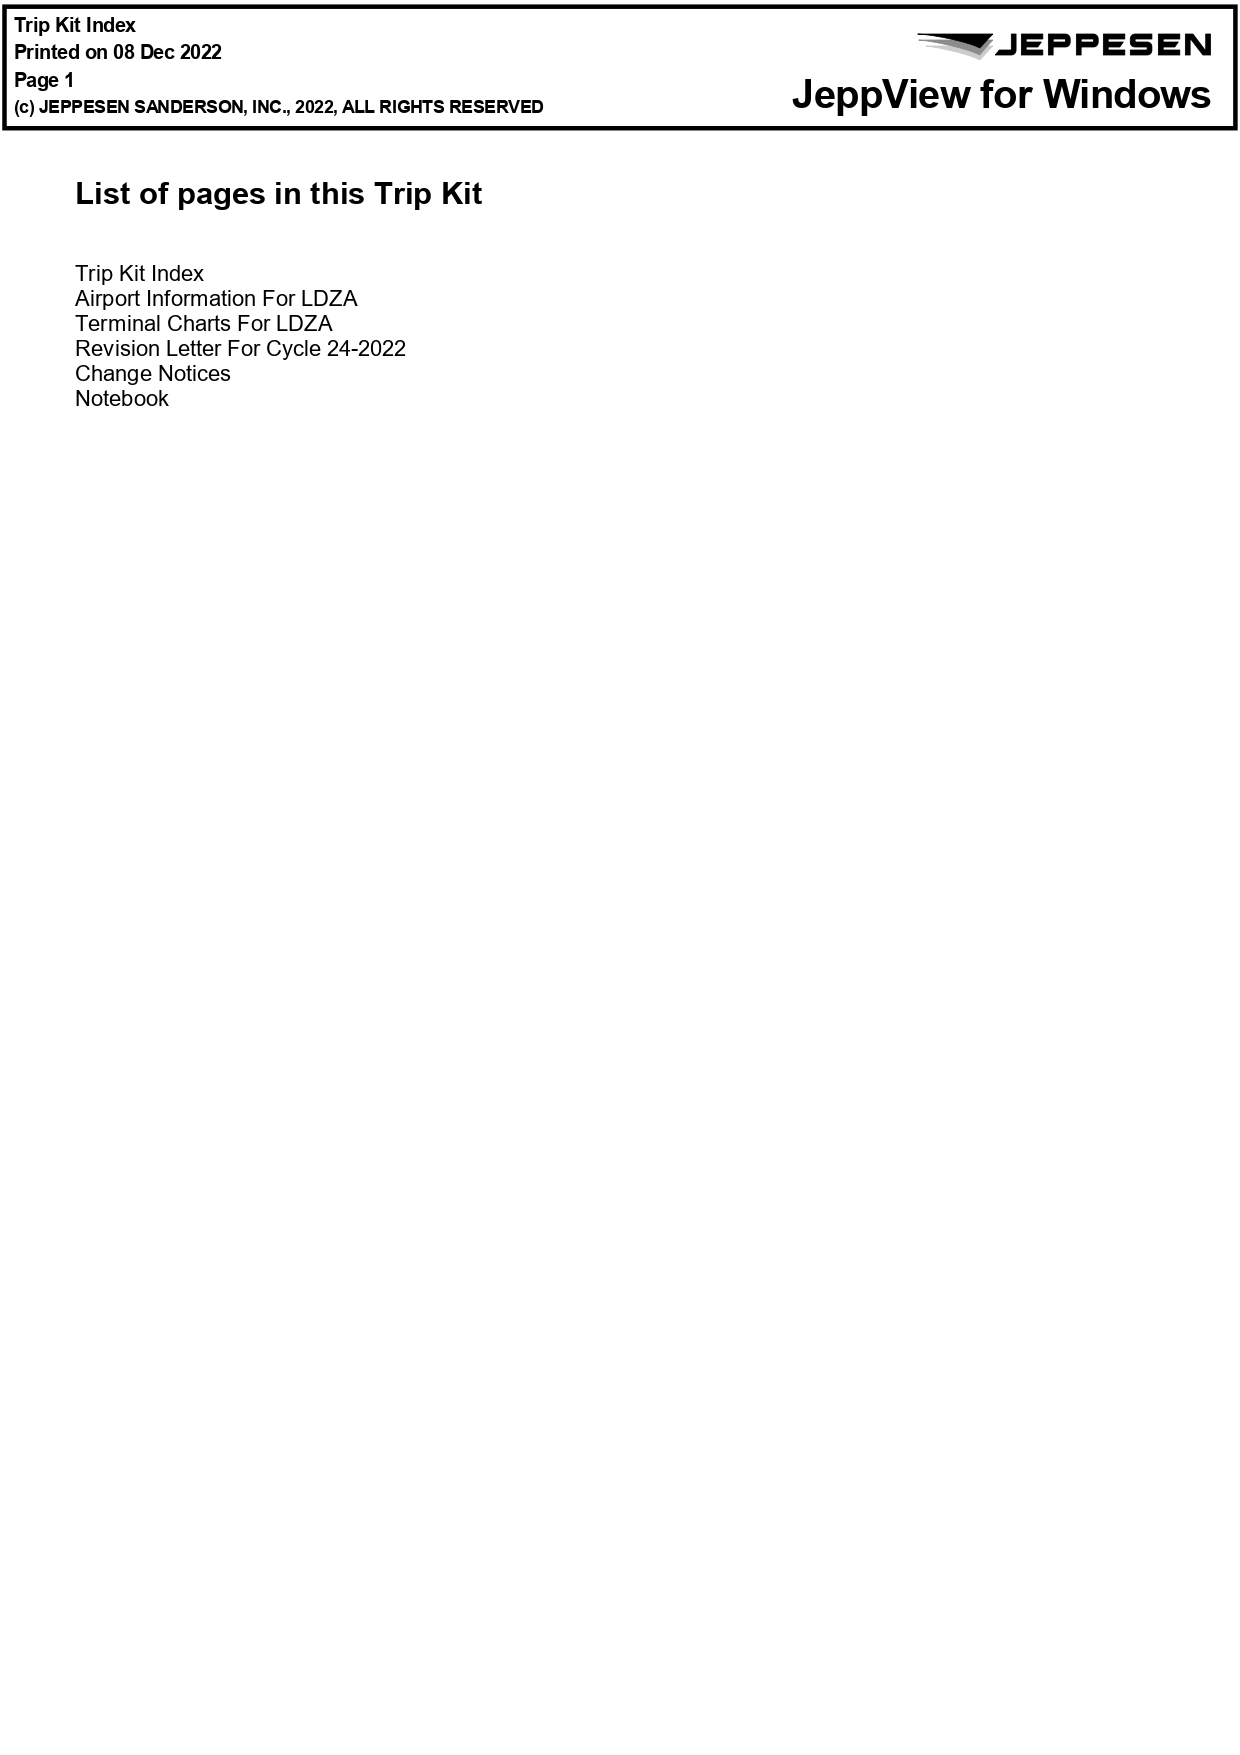 Trip Kit Index
Printed on 08 Dec 2022
Page 1
(c) JEPPESEN SANDERSON, INC., 2022, ALL RIGHTS RESERVED
JEPPESEN
JeppView for Windows
List of pages in this Trip Kit
Trip Kit Index
Airport Information For LDZA
Terminal Charts For LDZA
Revision Letter For Cycle 24-2022
Change Notices
Notebook